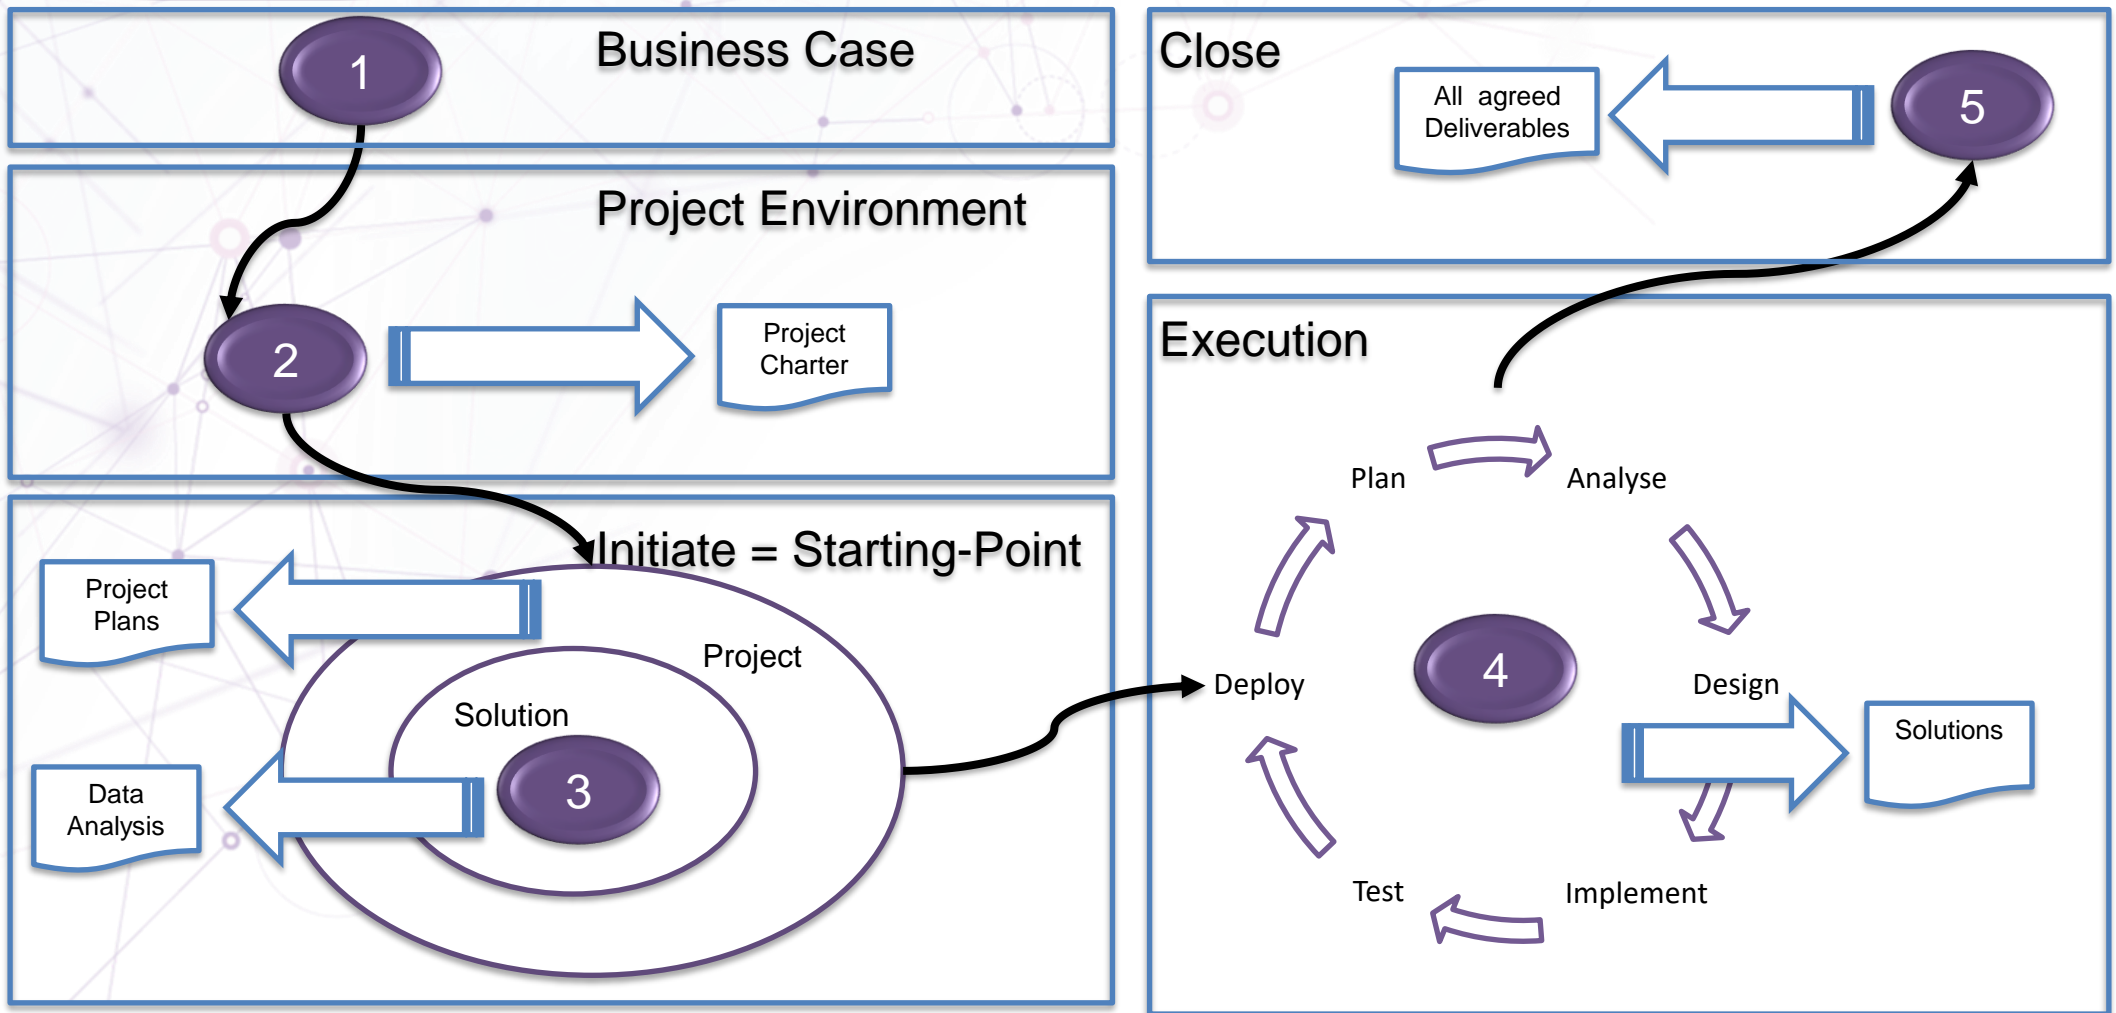 Business Case
1
Project Environment
2
Project
Charter
Initiate = Starting-Point
Project
Plans
Project
Solution
3
Data
Analysis
Close
All agreed
Deliverables
5
Execution
Plan
Analyse
Deploy
4
Design
Solutions
Test
Implement